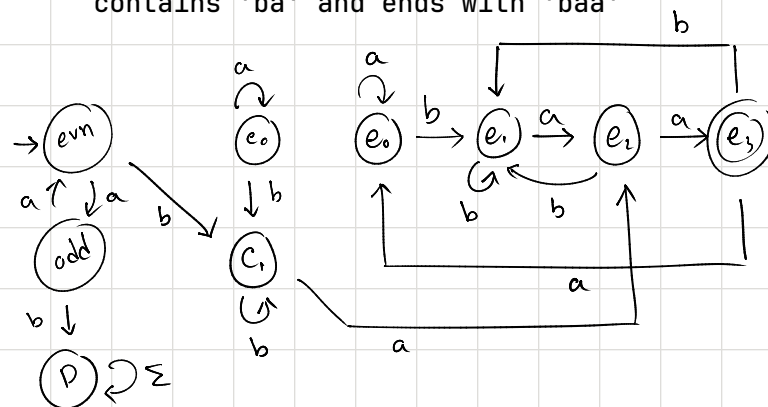 contains 'ba' and ends with 'baa'
b
a
a
evn
e₀
e₀
b
e₁
a
e₂
a
e₃
a
a
b
b
b
b
odd
C₁
a
b
b
a
D
Σ